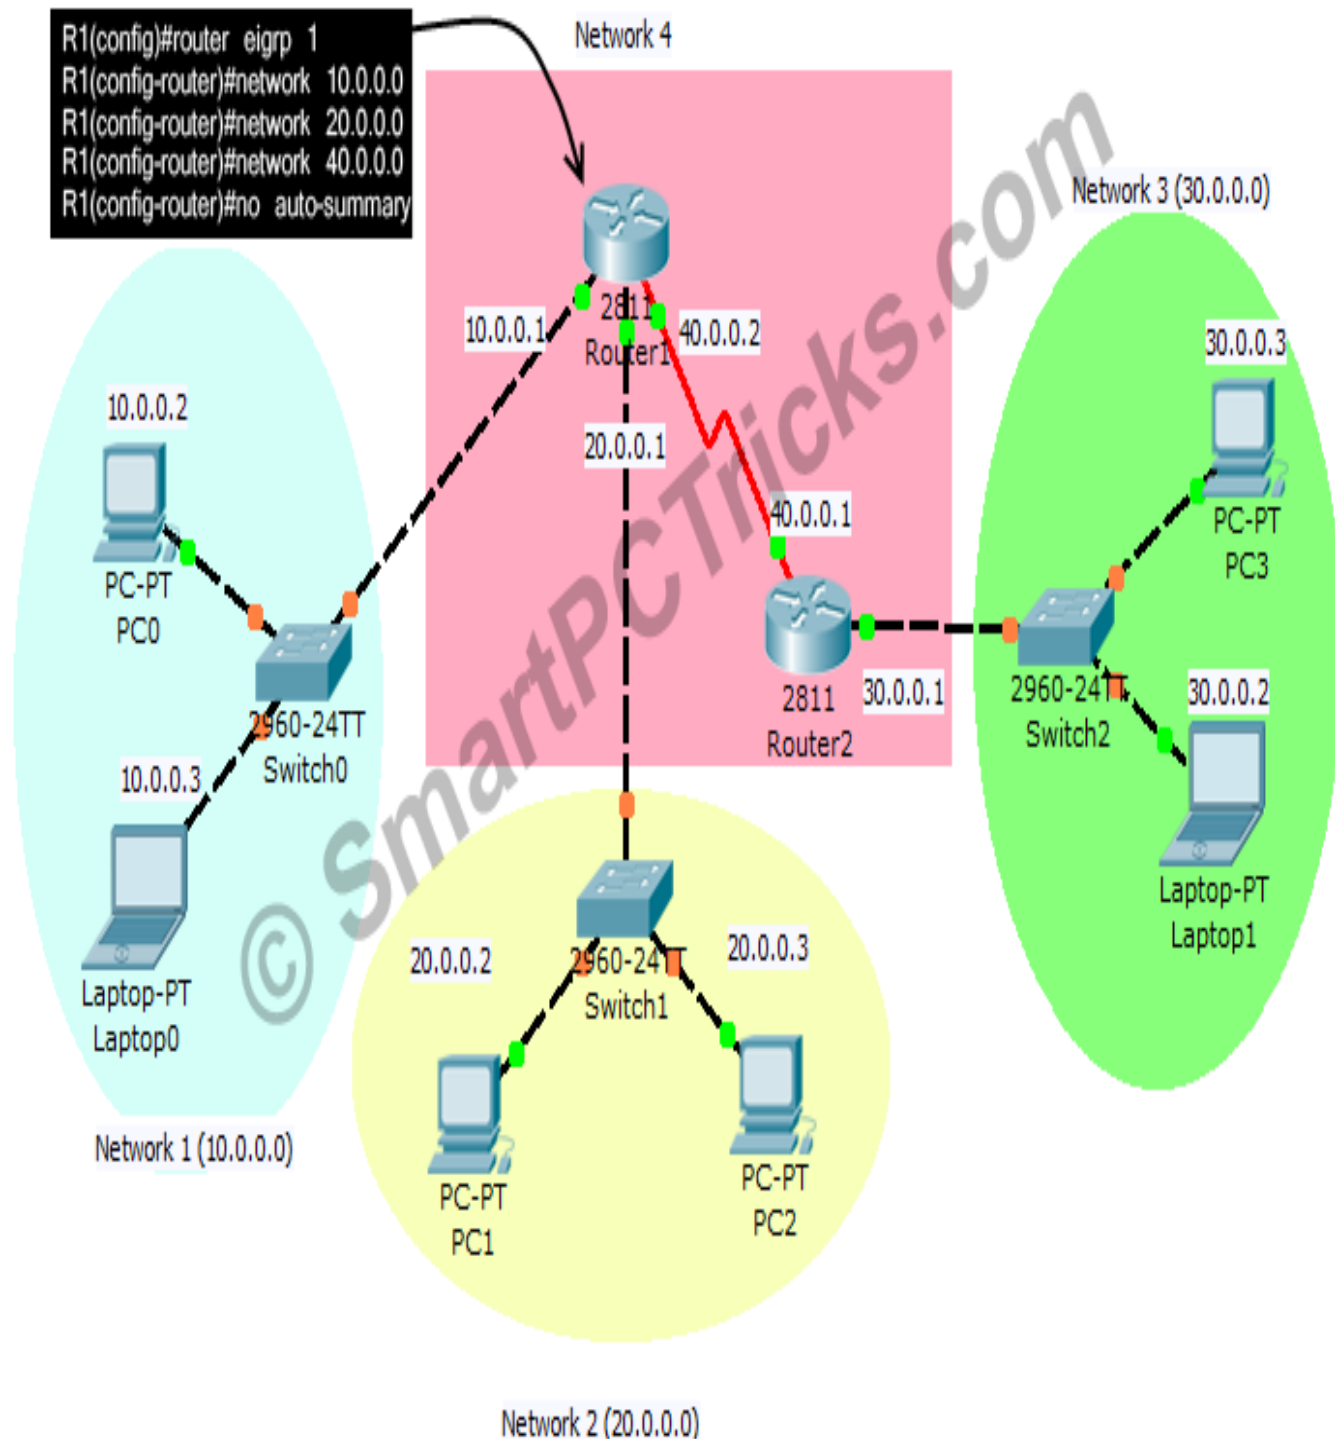 R1(config)#router eigrp 1
R1(config-router)#network 10.0.0.0
R1(config-router)#network 20.0.0.0
R1(config-router)#network 40.0.0.0
R1(config-router)#no auto-summary
Network 4
Network 3 (30.0.0.0)
2811
Router1
10.0.0.1
40.0.0.2
20.0.0.1
40.0.0.1
2811
Router2
30.0.0.1
10.0.0.2
PC-PT
PC0
2960-24TT
Switch0
10.0.0.3
Laptop-PT
Laptop0
Network 1 (10.0.0.0)
30.0.0.3
PC-PT
PC3
2960-24TT
Switch2
30.0.0.2
Laptop-PT
Laptop1
2960-24TT
Switch1
20.0.0.2
20.0.0.3
PC-PT
PC1
PC-PT
PC2
Network 2 (20.0.0.0)
© SmartPCTricks.com